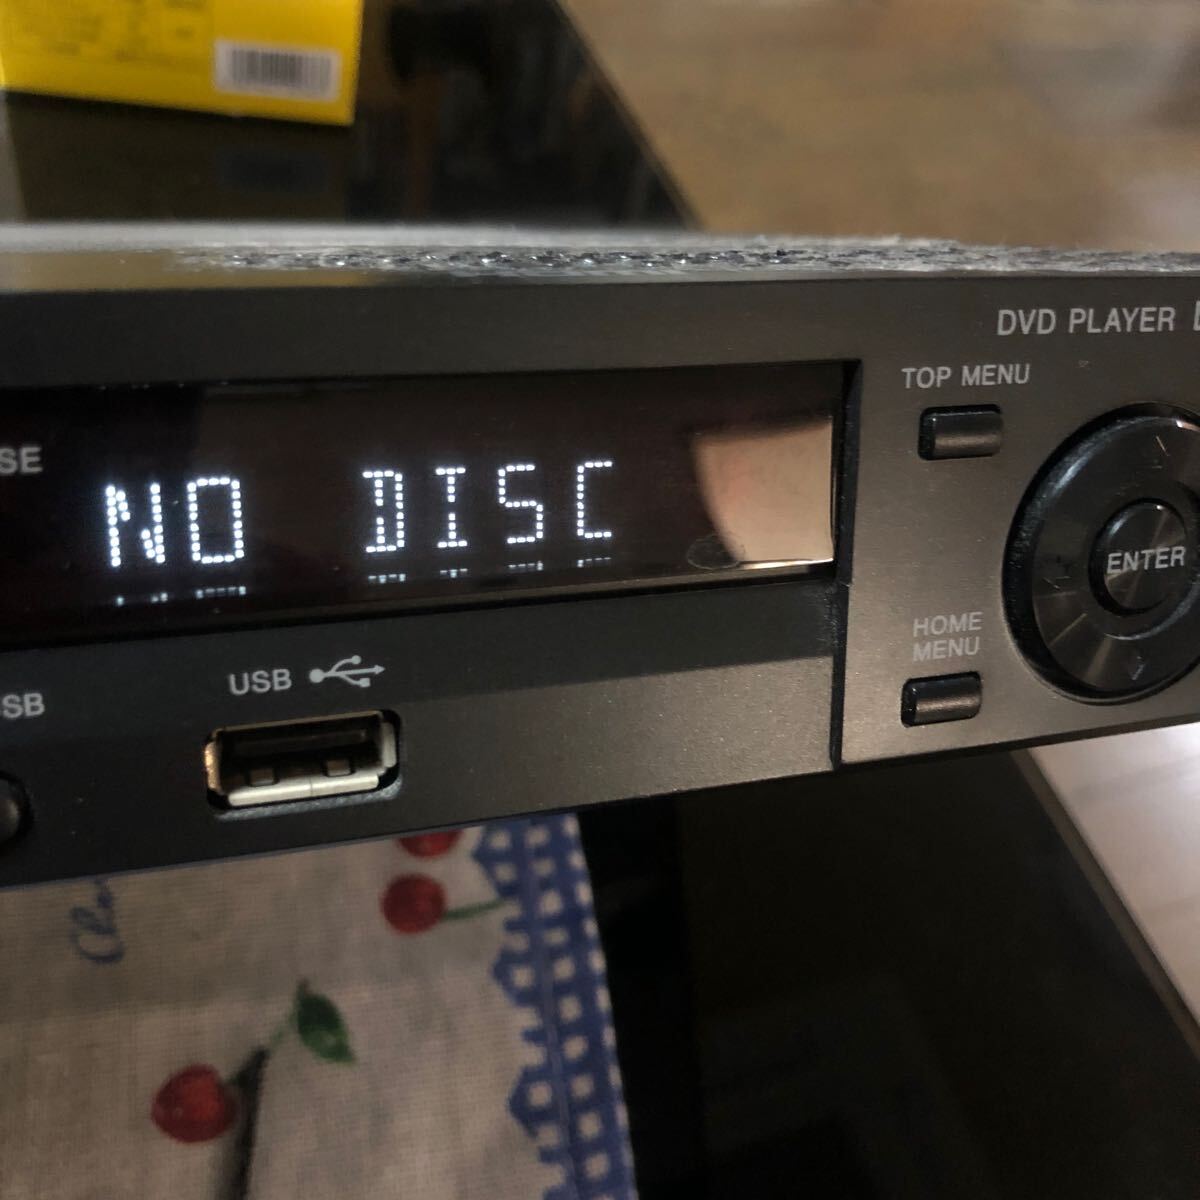 DVD PLAYER
TOP MENU
SE
NO DISC
ENTER
HOME
MENU
USB
SB